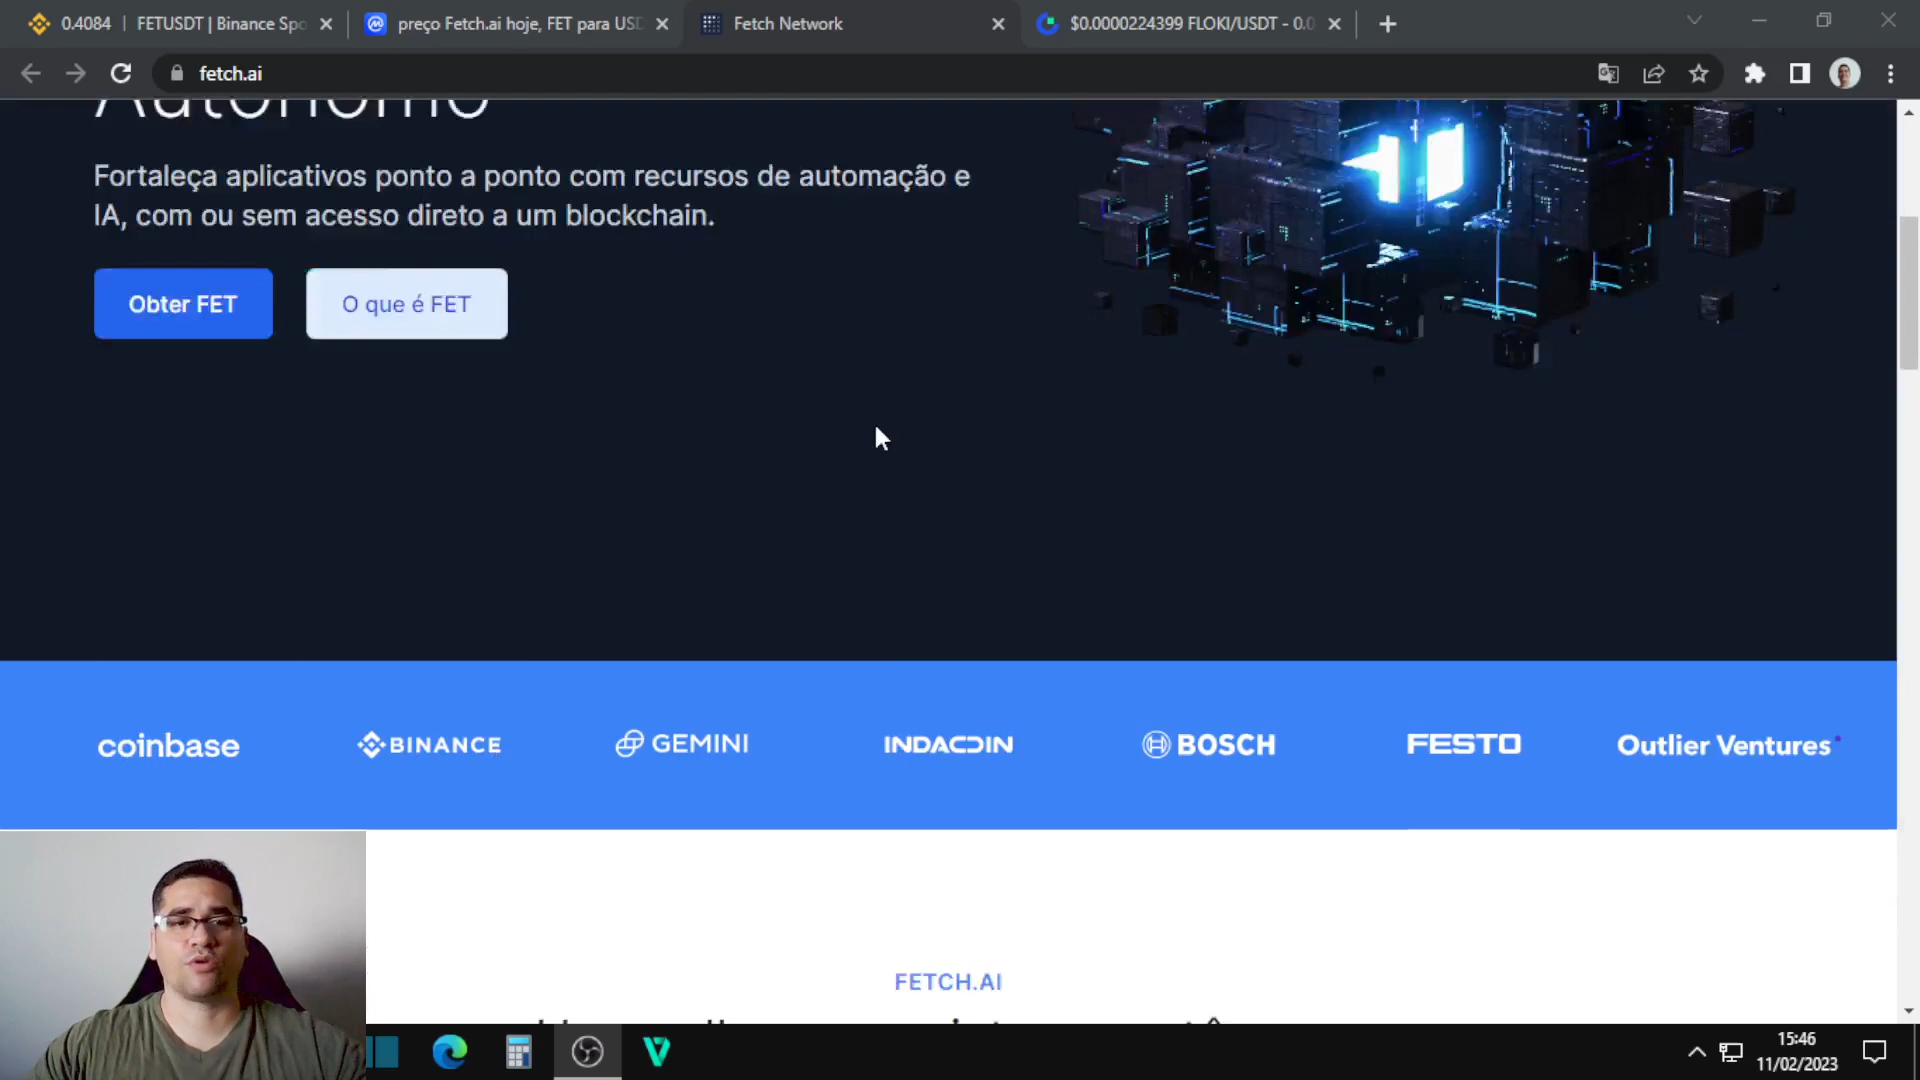 0.4084 | FETUSDT | Binance Spo
preço Fetch.ai hoje, FET para USD
Fetch Network
$0.0000224399 FLOKI/USDT - 0.0
fetch.ai
Autônomo
Fortaleça aplicativos ponto a ponto com recursos de automação e
IA, com ou sem acesso direto a um blockchain.
Obter FET
O que é FET
coinbase
BINANCE
GEMINI
INDACOIN
BOSCH
FESTO
Outlier Ventures
FETCH.AI
15:46
11/02/2023